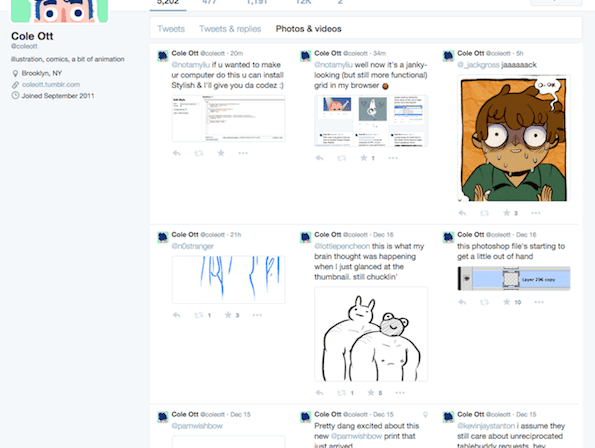 5,202 477 1,191 12K 2
Tweets Tweets & replies Photos & videos
Cole Ott
@coleott
illustration, comics, a bit of animation
Brooklyn, NY
coleott.tumblr.com
Joined September 2011
Cole Ott @coleott · 20m
@notamyliu if u wanted to make
ur computer do this u can install
Stylish & I'll give you da codez :)
Cole Ott @coleott · 34m
@notamyliu well now it's a janky-
looking (but still more functional)
grid in my browser
1
Cole Ott @coleott · 5h
@_jackgross jaaaaaack
3
Cole Ott @coleott · 21h
@n0stranger
1 3
Cole Ott @coleott · Dec 16
@lottiepencheon this is what my
brain thought was happening
when I just glanced at the
thumbnail. still chucklin'
1 5
Cole Ott @coleott · Dec 16
this photoshop file's starting to
get a little out of hand
Layer 296 copy
10
Cole Ott @coleott · Dec 15
@pamwishbow
Cole Ott @coleott · Dec 15
Pretty dang excited about this
new @pamwishbow print that
just arrived
Cole Ott @coleott · Dec 15
@kevinjaystanton i assume they
still care about unreciprocated
tablebuddy requests, hey